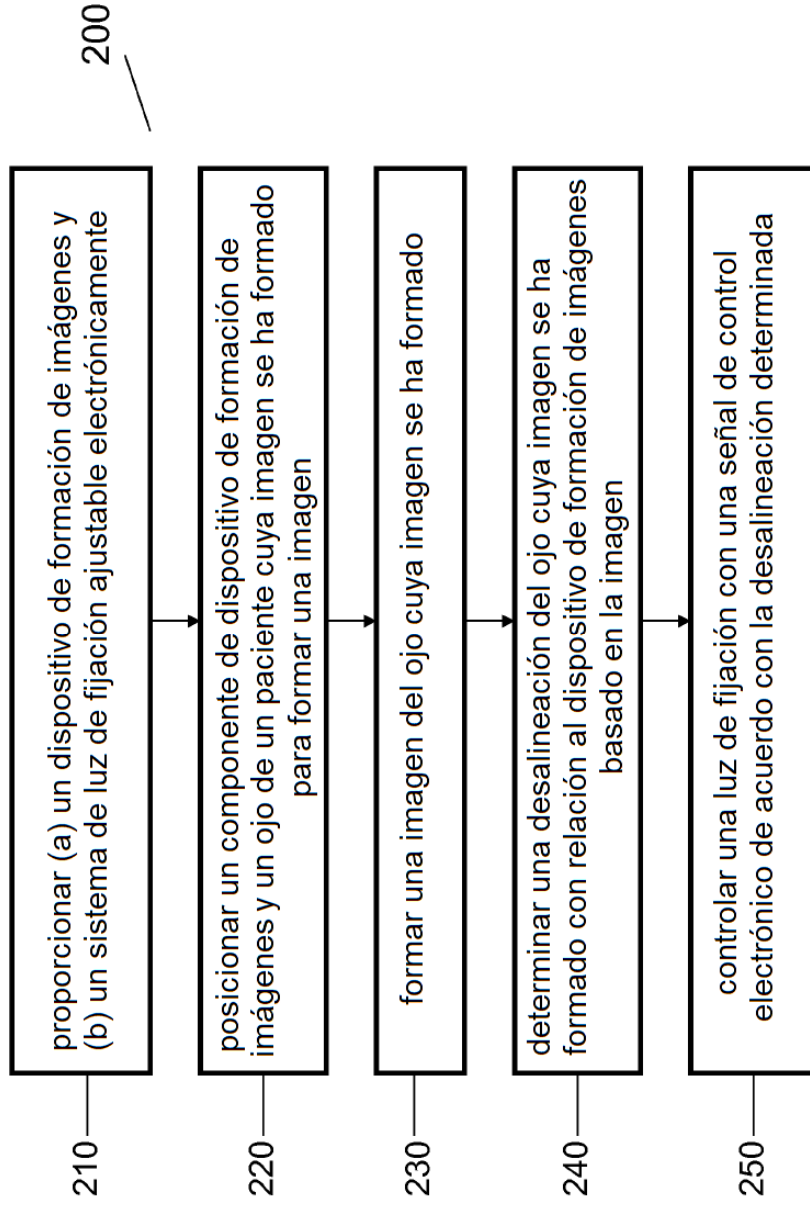 200
210
proporcionar (a) un dispositivo de formación de imágenes y
(b) un sistema de luz de fijación ajustable electrónicamente
220
posicionar un componente de dispositivo de formación de
imágenes y un ojo de un paciente cuya imagen se ha formado
para formar una imagen
230
formar una imagen del ojo cuya imagen se ha formado
240
determinar una desalineación del ojo cuya imagen se ha
formado con relación al dispositivo de formación de imágenes
basado en la imagen
250
controlar una luz de fijación con una señal de control
electrónico de acuerdo con la desalineación determinada